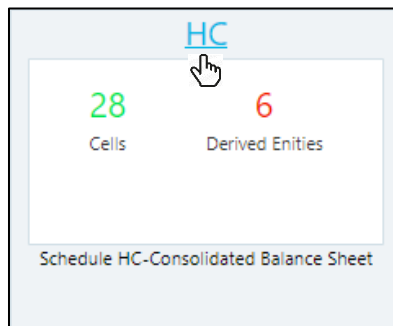 HC
28 6
Cells Derived Enities
Schedule HC-Consolidated Balance Sheet